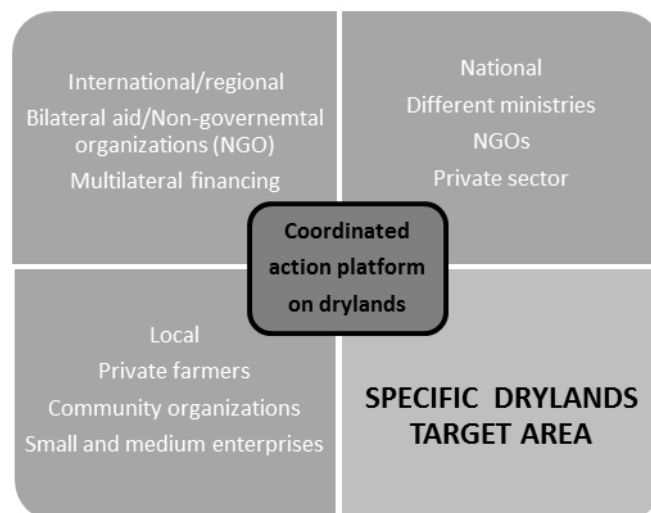 International/regional
Bilateral aid/Non-governemtal
organizations (NGO)
Multilateral financing
National
Different ministries
NGOs
Private sector
Coordinated
action platform
on drylands
Local
Private farmers
Community organizations
Small and medium enterprises
SPECIFIC DRYLANDS
TARGET AREA